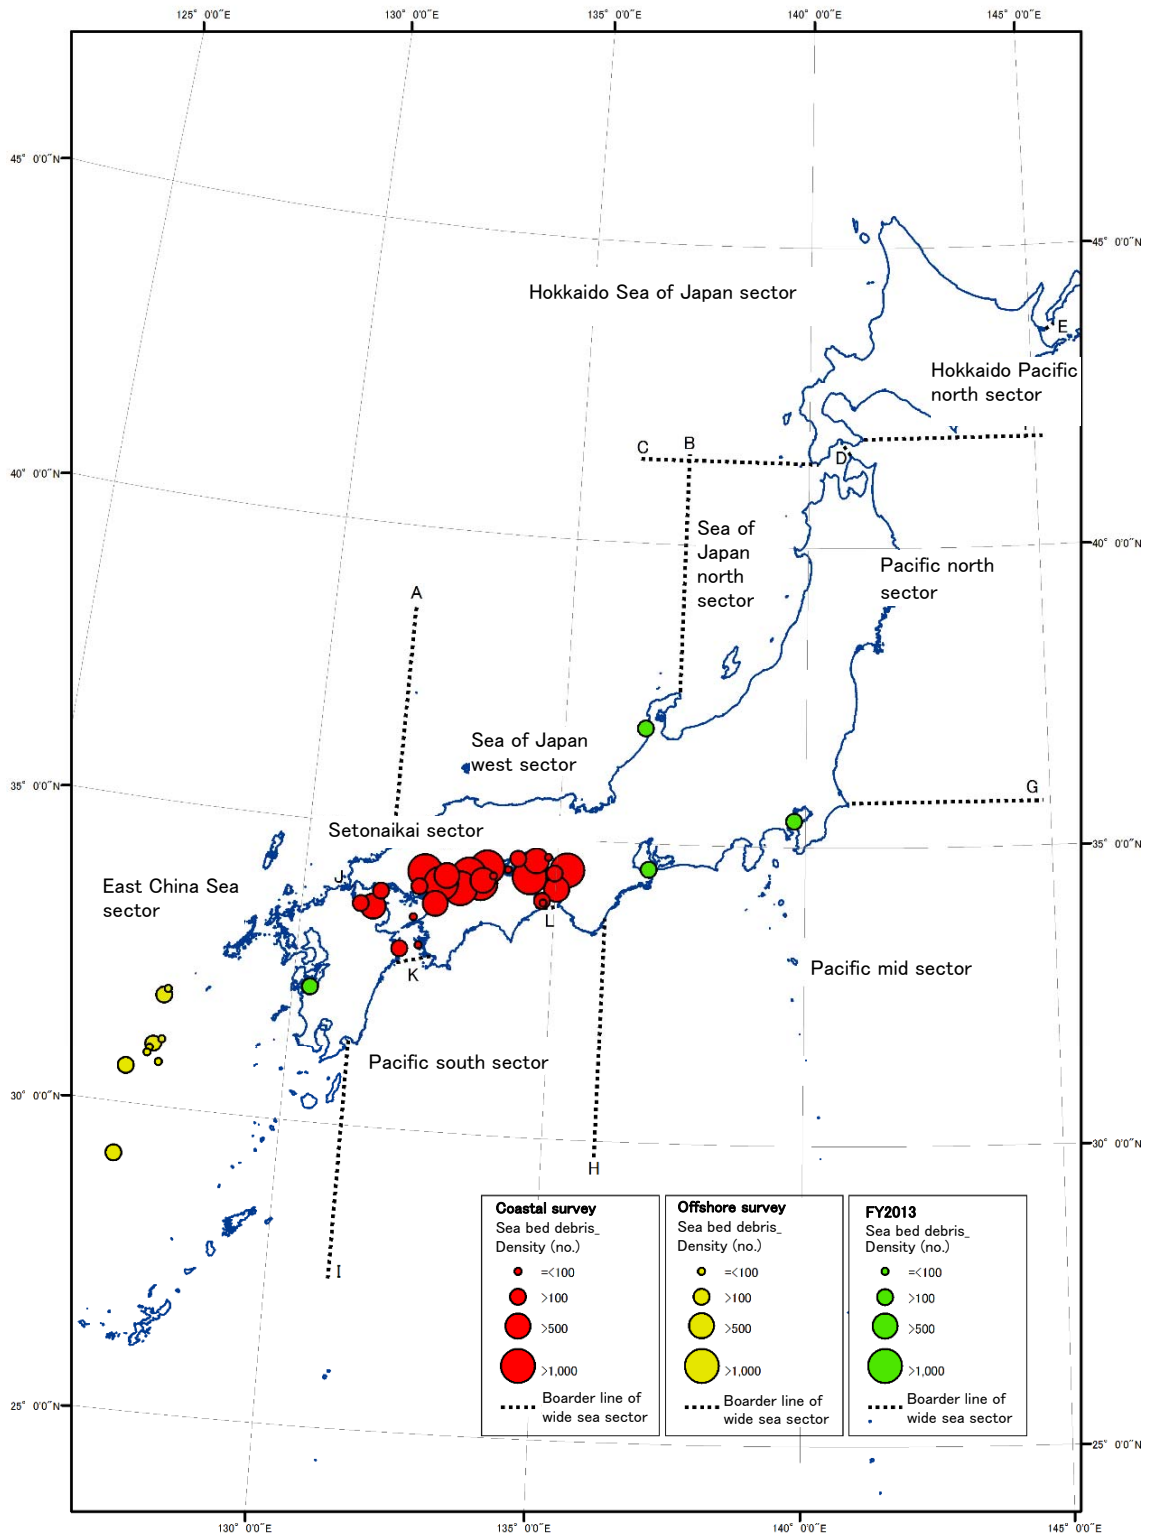 125° 0'0"E 130° 0'0"E 135° 0'0"E 140° 0'0"E 145° 0'0"E
45° 0'0"N
45° 0'0"N
Hokkaido Sea of Japan sector
E
Hokkaido Pacific
north sector
C
B
D
40° 0'0"N
Sea of
Japan
north
sector
40° 0'0"N
Pacific north
sector
A
Sea of Japan
west sector
35° 0'0"N
G
Setonaikai sector
35° 0'0"N
J
East China Sea
sector
L
K
Pacific mid sector
Pacific south sector
30° 0'0"N
30° 0'0"N
H
I
Coastal survey
Sea bed debris_
Density (no.)
=<100
>100
>500
>1,000
Boarder line of
wide sea sector
Offshore survey
Sea bed debris_
Density (no.)
=<100
>100
>500
>1,000
Boarder line of
wide sea sector
FY2013
Sea bed debris_
Density (no.)
=<100
>100
>500
>1,000
Boarder line of
wide sea sector
25° 0'0"N
25° 0'0"N
130° 0'0"E 135° 0'0"E 140° 0'0"E 145° 0'0"E